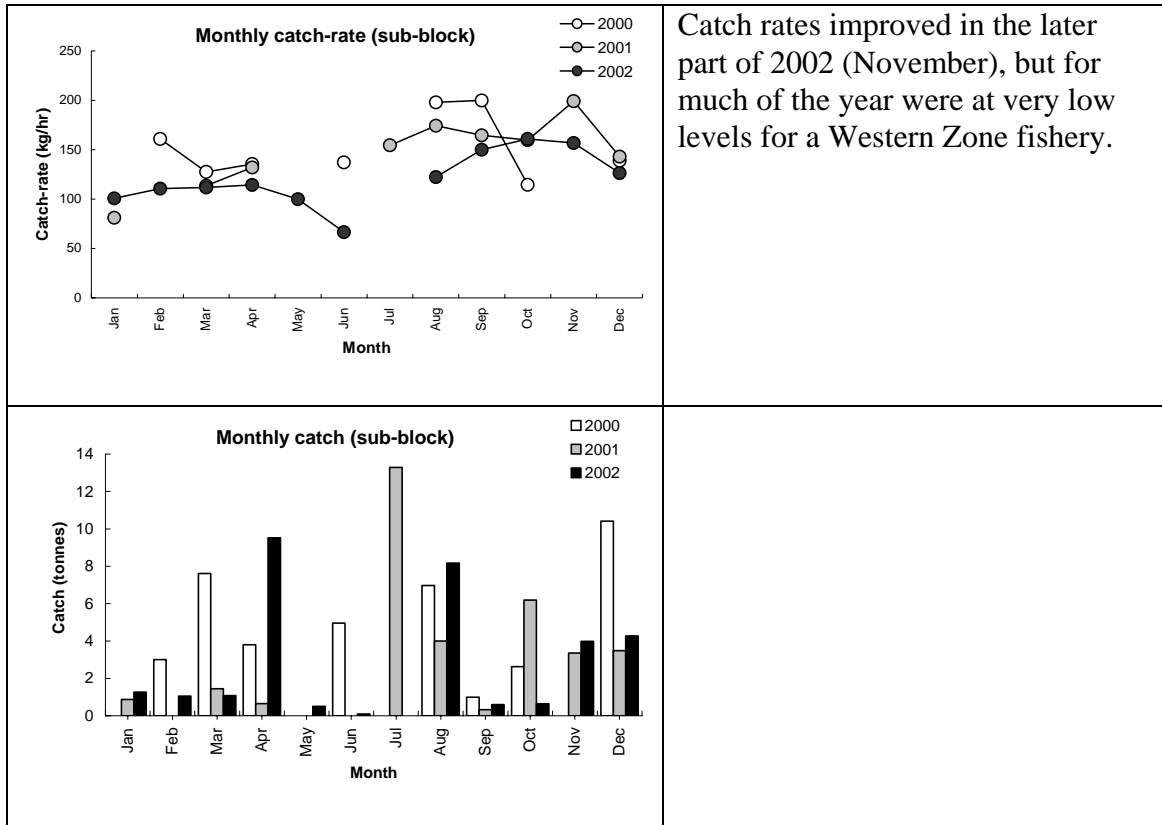 Monthly catch-rate (sub-block)
2000
2001
2002
250
200
150
100
50
0
Catch-rate (kg/hr)
Jan
Feb
Mar
Apr
May
Jun
Jul
Aug
Sep
Oct
Nov
Dec
Month
Catch rates improved in the later
part of 2002 (November), but for
much of the year were at very low
levels for a Western Zone fishery.
Monthly catch (sub-block)
2000
2001
2002
14
12
10
8
6
4
2
0
Catch (tonnes)
Jan
Feb
Mar
Apr
May
Jun
Jul
Aug
Sep
Oct
Nov
Dec
Month